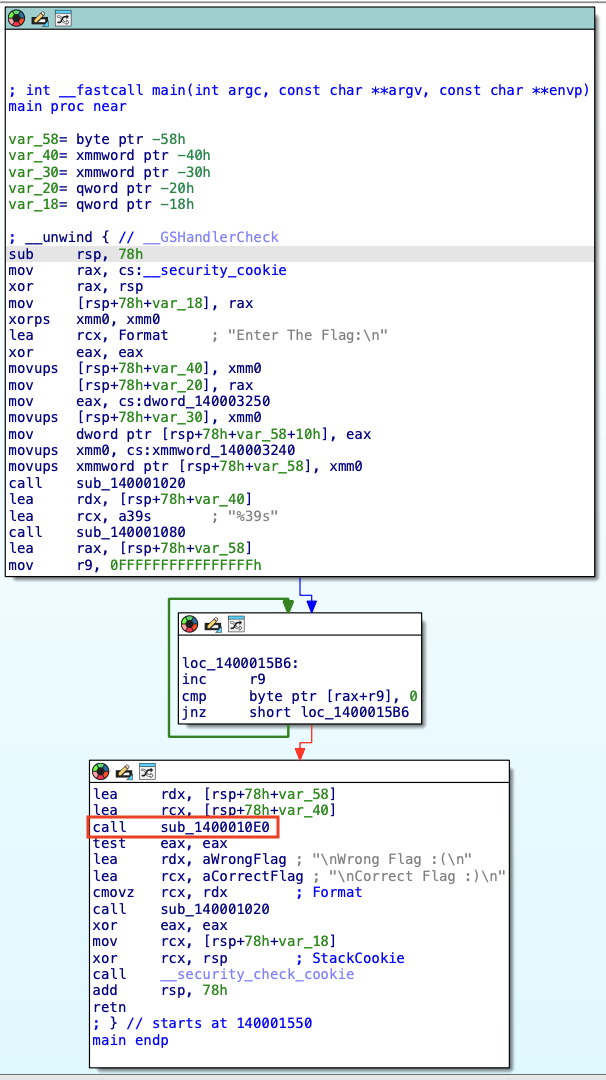 ; int __fastcall main(int argc, const char **argv, const char **envp)
main proc near
var_58= byte ptr -58h
var_40= xmmword ptr -40h
var_30= xmmword ptr -30h
var_20= qword ptr -20h
var_18= qword ptr -18h
; __unwind { // __GSHandlerCheck
sub rsp, 78h
mov rax, cs:__security_cookie
xor rax, rsp
mov [rsp+78h+var_18], rax
xorps xmm0, xmm0
lea rcx, Format ; "Enter The Flag:\n"
xor eax, eax
movups [rsp+78h+var_40], xmm0
mov [rsp+78h+var_20], rax
mov eax, cs:dword_140003250
movups [rsp+78h+var_30], xmm0
mov dword ptr [rsp+78h+var_58+10h], eax
movups xmm0, cs:xmmword_140003240
movups xmmword ptr [rsp+78h+var_58], xmm0
call sub_140001020
lea rdx, [rsp+78h+var_40]
lea rcx, a39s ; "%39s"
call sub_140001080
lea rax, [rsp+78h+var_58]
mov r9, 0FFFFFFFFFFFFFFFFh
loc_1400015B6:
inc r9
cmp byte ptr [rax+r9], 0
jnz short loc_1400015B6
lea rdx, [rsp+78h+var_58]
lea rcx, [rsp+78h+var_40]
call sub_1400010E0
test eax, eax
lea rdx, aWrongFlag ; "\nWrong Flag :(\n"
lea rcx, aCorrectFlag ; "\nCorrect Flag :)\n"
cmovz rcx, rdx ; Format
call sub_140001020
xor eax, eax
mov rcx, [rsp+78h+var_18]
xor rcx, rsp ; StackCookie
call __security_check_cookie
add rsp, 78h
retn
; } // starts at 140001550
main endp